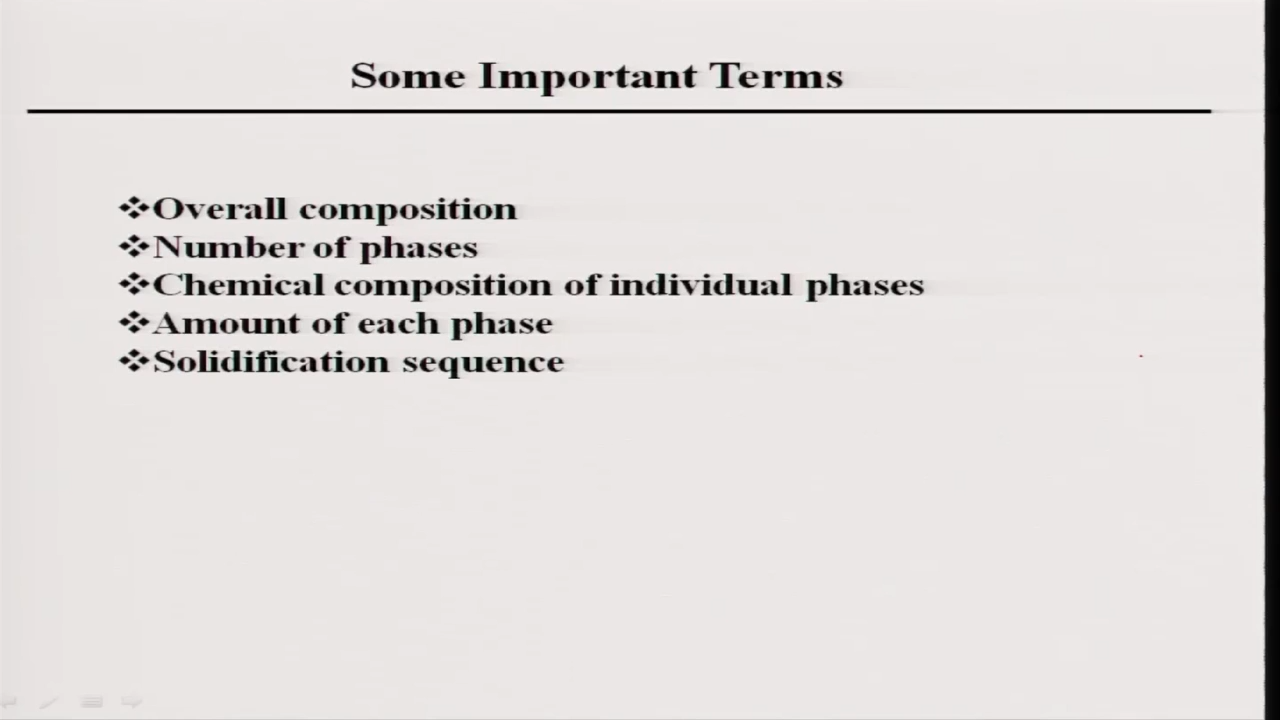 Some Important Terms
❖Overall composition
❖Number of phases
❖Chemical composition of individual phases
❖Amount of each phase
❖Solidification sequence